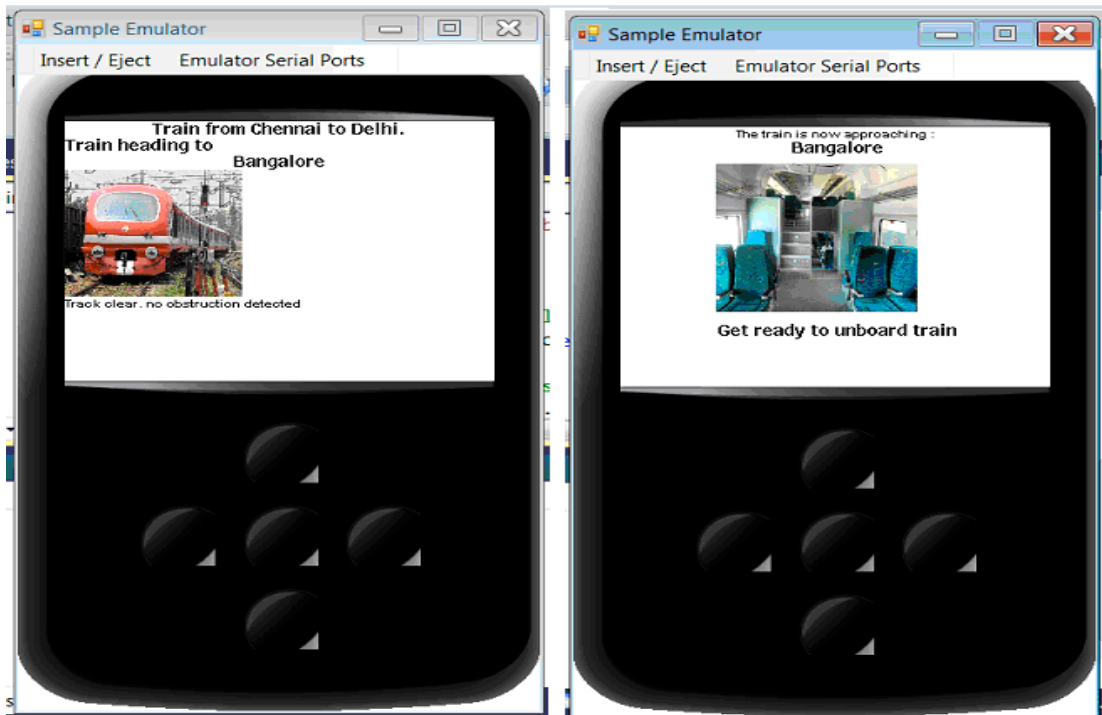 Sample Emulator
Insert / Eject Emulator Serial Ports
Train from Chennai to Delhi.
Train heading to
Bangalore
Track clear. no obstruction detected
Sample Emulator
Insert / Eject Emulator Serial Ports
The train is now approaching :
Bangalore
Get ready to unboard train